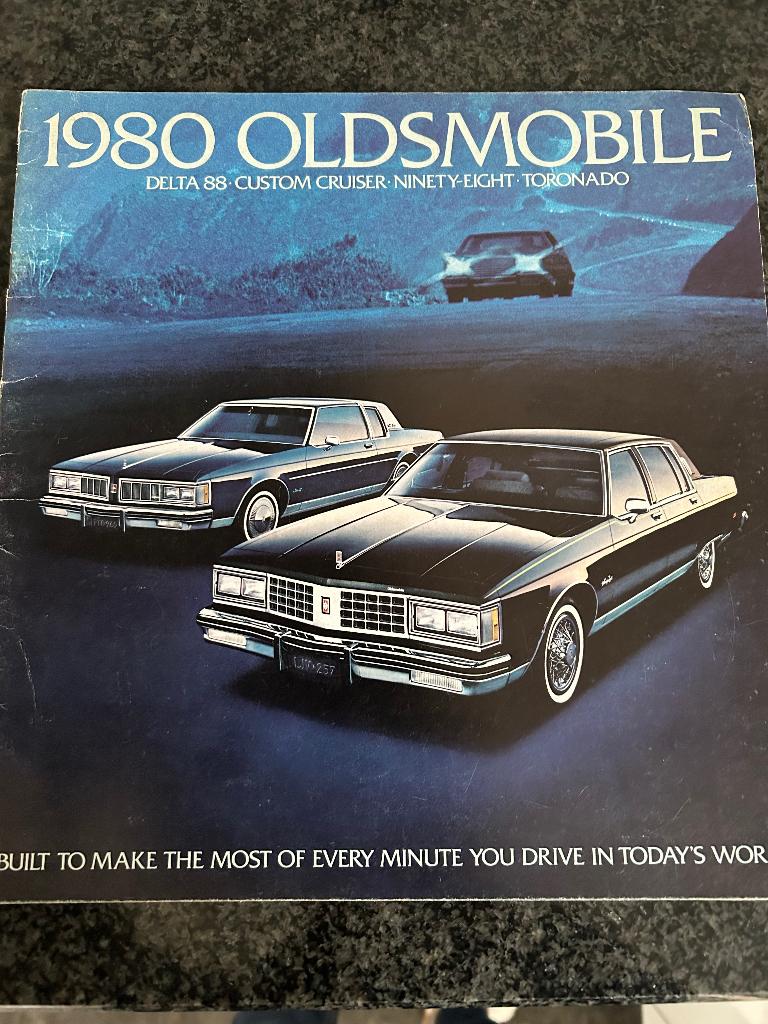 1980 OLDSMOBILE
DELTA 88 · CUSTOM CRUISER · NINETY-EIGHT · TORONADO
BUILT TO MAKE THE MOST OF EVERY MINUTE YOU DRIVE IN TODAY'S WOR